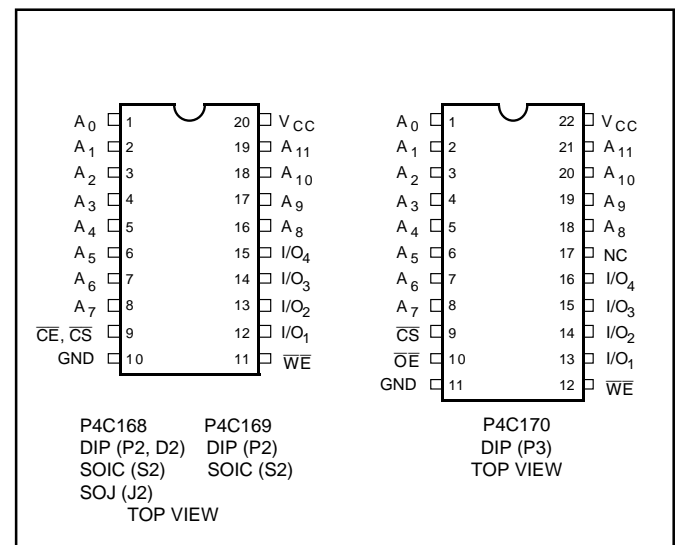 A0 1 20 VCC
A1 2 19 A11
A2 3 18 A10
A3 4 17 A9
A4 5 16 A8
A5 6 15 I/O4
A6 7 14 I/O3
A7 8 13 I/O2
CE, CS 9 12 I/O1
GND 10 11 WE
P4C168 P4C169
DIP (P2, D2) DIP (P2)
SOIC (S2) SOIC (S2)
SOJ (J2)
TOP VIEW
A0 1 22 VCC
A1 2 21 A11
A2 3 20 A10
A3 4 19 A9
A4 5 18 A8
A5 6 17 NC
A6 7 16 I/O4
A7 8 15 I/O3
CS 9 14 I/O2
OE 10 13 I/O1
GND 11 12 WE
P4C170
DIP (P3)
TOP VIEW